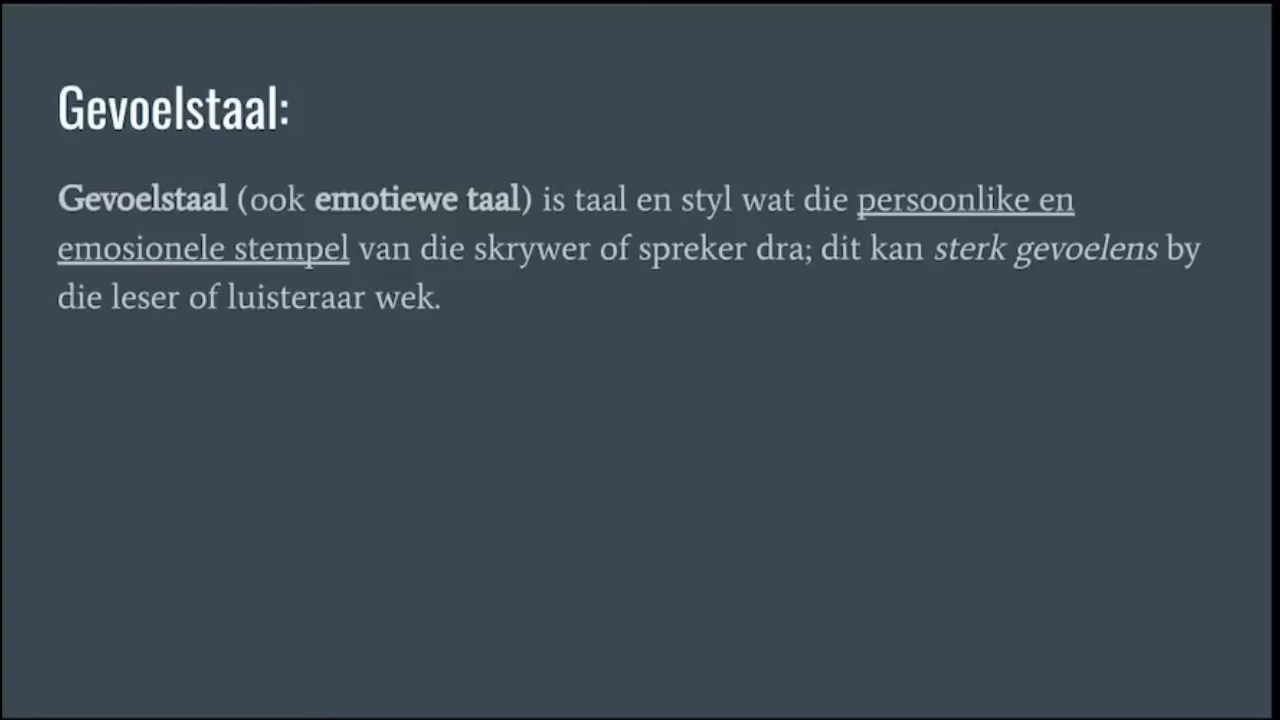 Gevoelstaal:
Gevoelstaal (ook emotiewe taal) is taal en styl wat die persoonlike en
emosionele stempel van die skrywer of spreker dra; dit kan sterk gevoelens by
die leser of luisteraar wek.